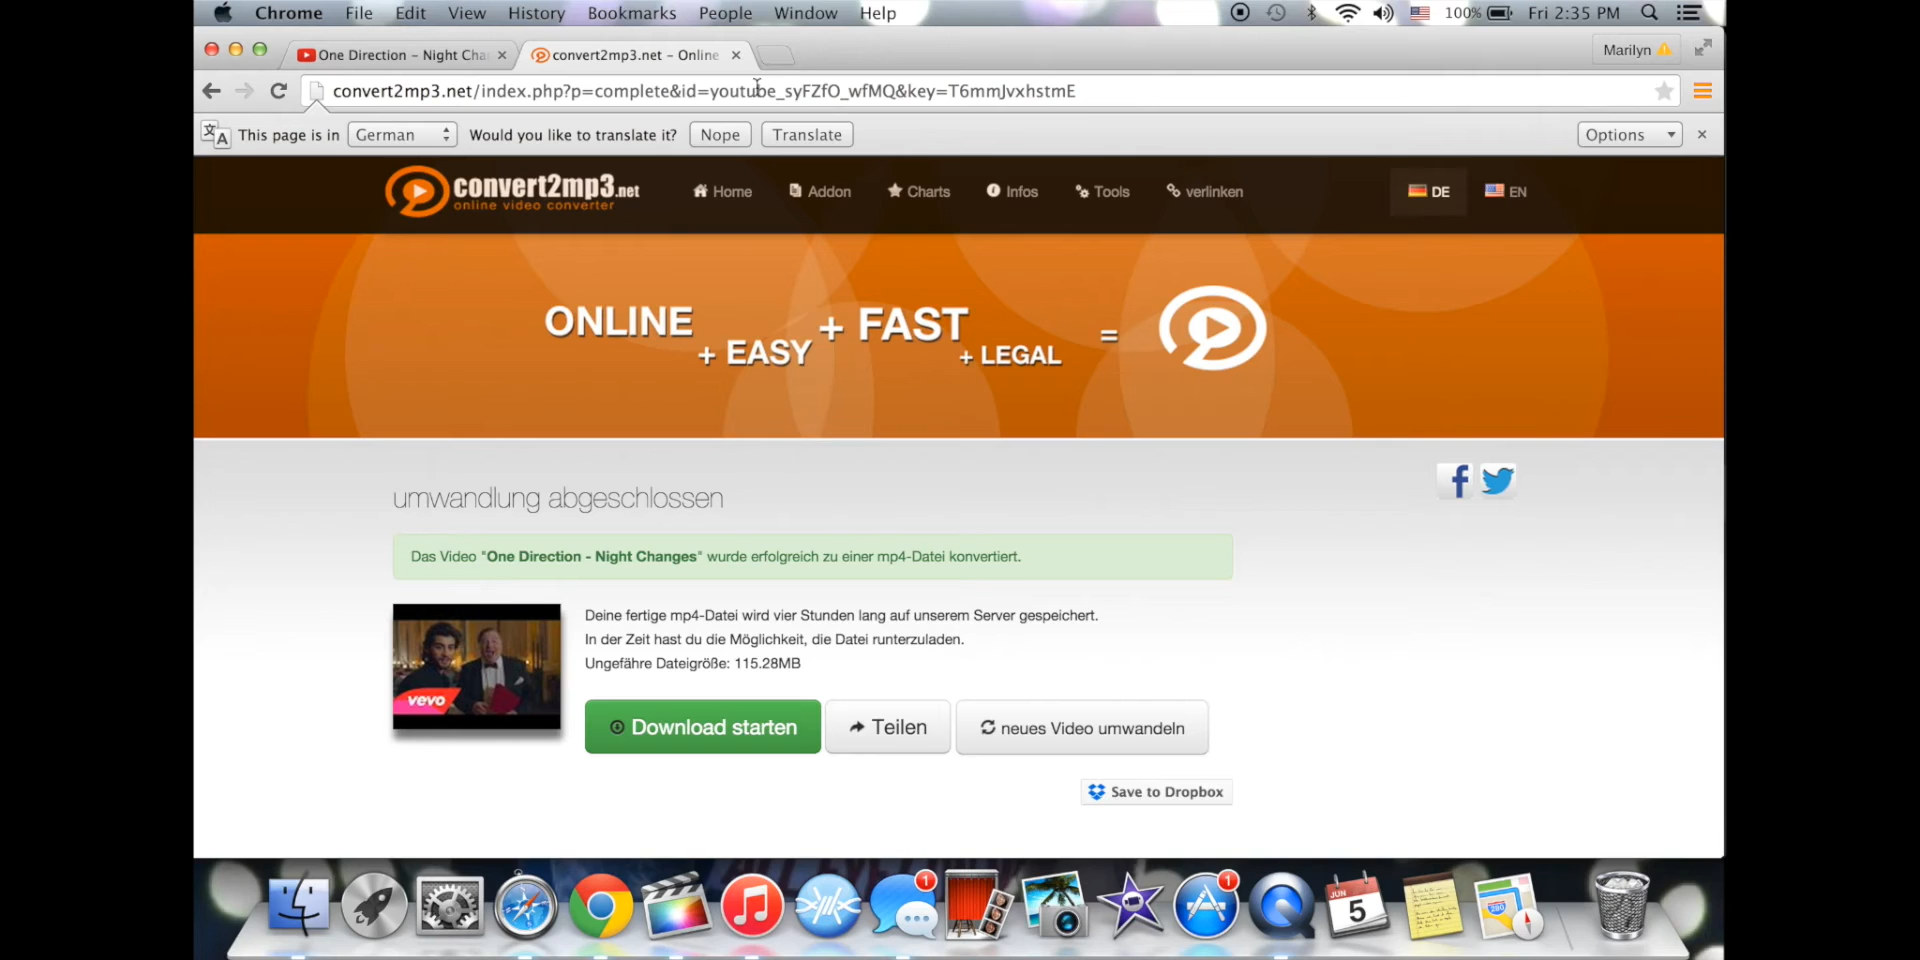 Chrome File Edit View History Bookmarks People Window Help 100% Fri 2:35 PM
One Direction - Night Cha
convert2mp3.net - Online
Marilyn
convert2mp3.net/index.php?p=complete&id=youtube_syFZfO_wfMQ&key=T6mmJvxhstmE
This page is in German Would you like to translate it? Nope Translate Options
convert2mp3.net
online video converter
Home Addon Charts Infos Tools verlinken DE EN
ONLINE + EASY + FAST + LEGAL =
umwandlung abgeschlossen
Das Video "One Direction - Night Changes" wurde erfolgreich zu einer mp4-Datei konvertiert.
Deine fertige mp4-Datei wird vier Stunden lang auf unserem Server gespeichert.
In der Zeit hast du die Möglichkeit, die Datei runterzuladen.
Ungefähre Dateigröße: 115.28MB
vevo
Download starten Teilen neues Video umwandeln
Save to Dropbox
1
1
JUN
5
280